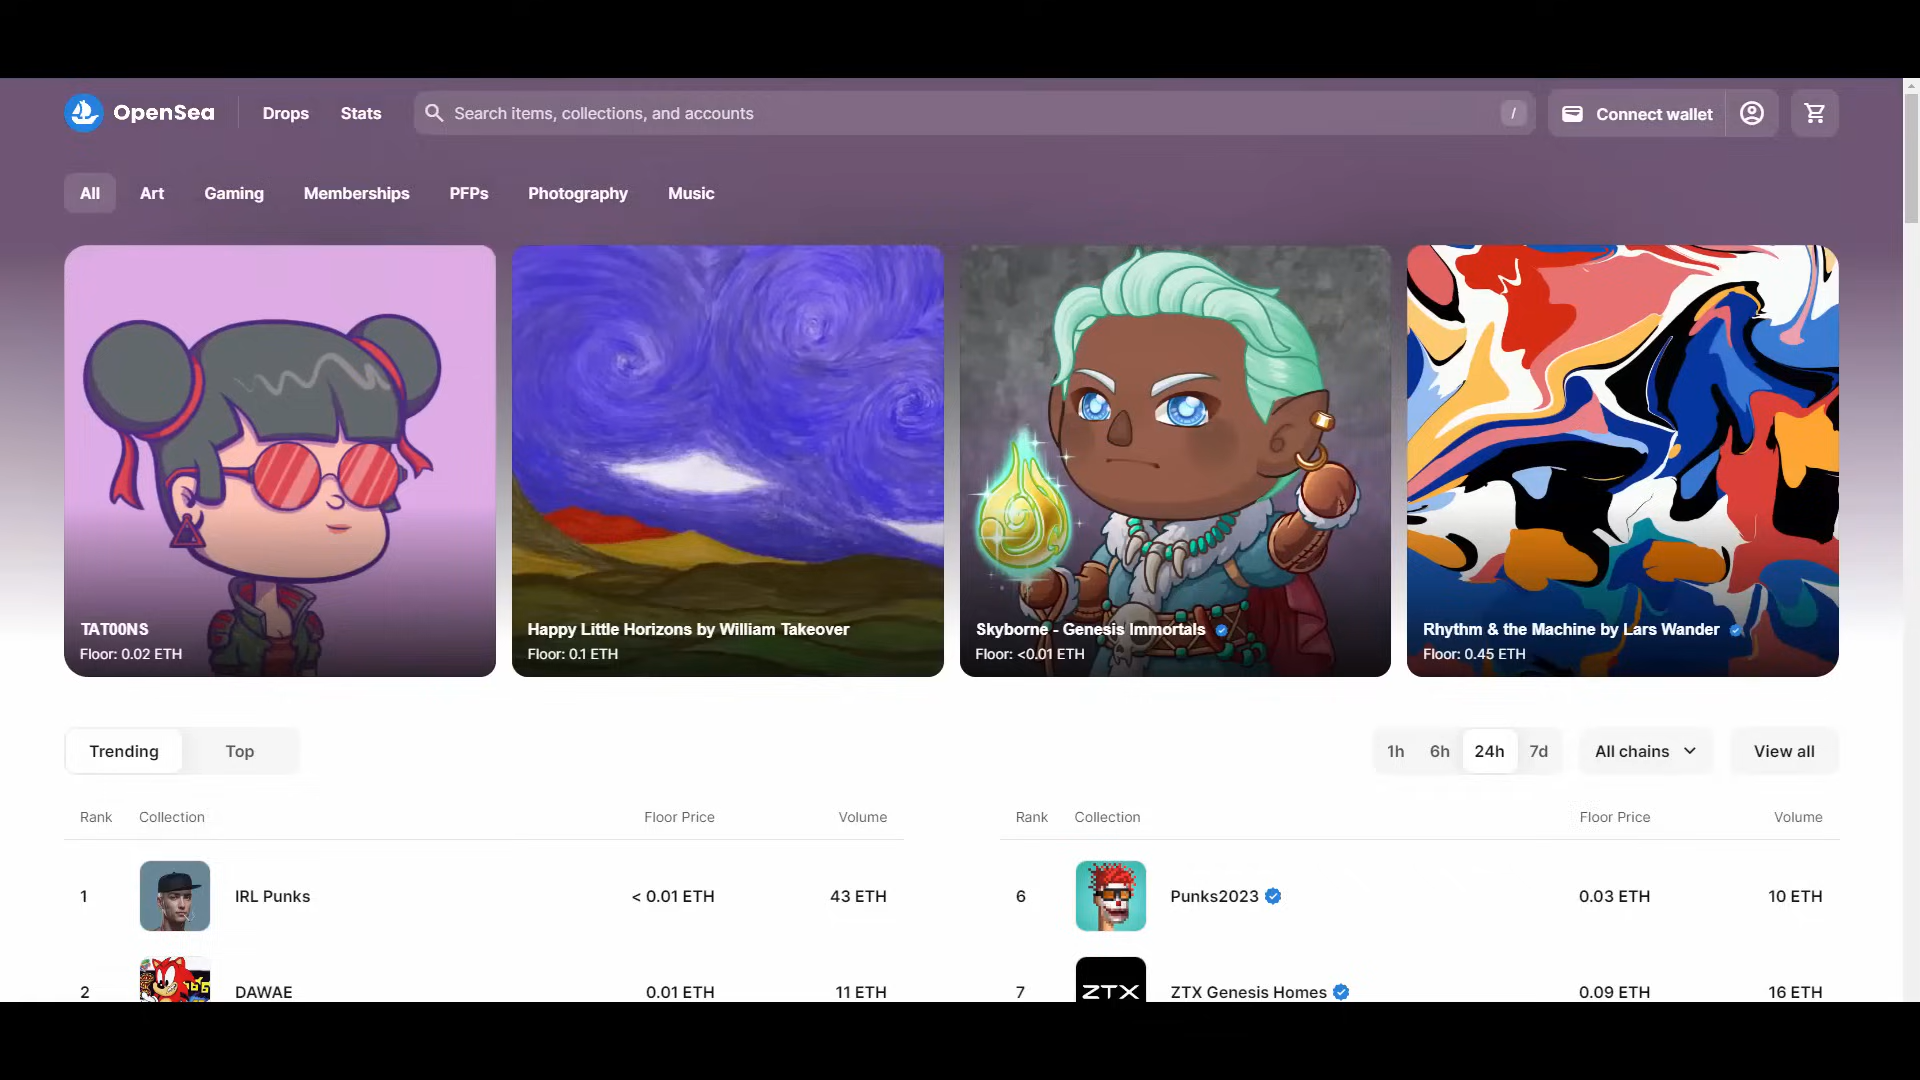 OpenSea
Drops
Stats
Search items, collections, and accounts
/
Connect wallet
All
Art
Gaming
Memberships
PFPs
Photography
Music
TAT00NS
Floor: 0.02 ETH
Happy Little Horizons by William Takeover
Floor: 0.1 ETH
Skyborne - Genesis Immortals
Floor: <0.01 ETH
Rhythm & the Machine by Lars Wander
Floor: 0.45 ETH
Trending
Top
1h
6h
24h
7d
All chains
View all
Rank
Collection
Floor Price
Volume
Rank
Collection
Floor Price
Volume
1
IRL Punks
< 0.01 ETH
43 ETH
6
Punks2023
0.03 ETH
10 ETH
2
DAWAE
0.01 ETH
11 ETH
7
ZTX
ZTX Genesis Homes
0.09 ETH
16 ETH